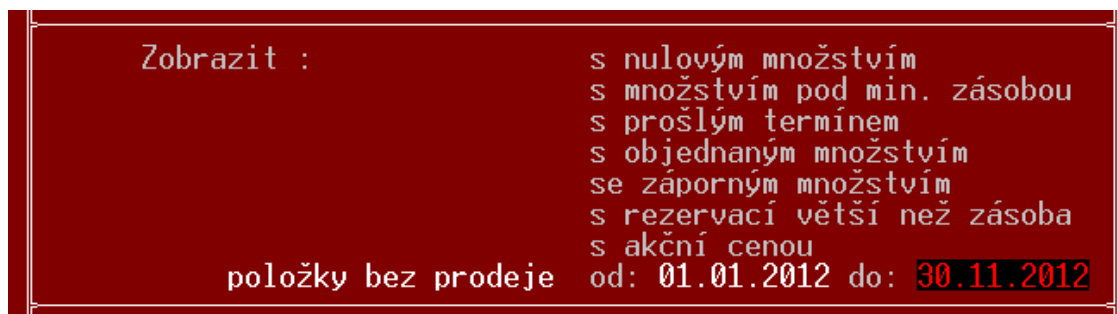 Zobrazit : s nulovým množstvím
s množstvím pod min. zásobou
s prošlým termínem
s objednaným množstvím
se záporným množstvím
s rezervací větší než zásoba
s akční cenou
položky bez prodeje od: 01.01.2012 do: 30.11.2012